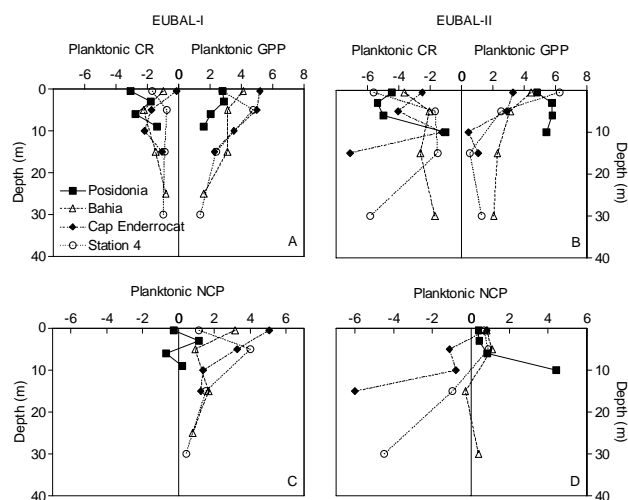 EUBAL-I EUBAL-II
Planktonic CR Planktonic GPP Planktonic CR Planktonic GPP
-6 -4 -2 0 2 4 6 8 -6 -4 -2 0 2 4 6 8
0 0
10 10
20 20
30 30
40 40
Depth (m) Depth (m)
Posidonia
Bahia
Cap Enderrocat
Station 4
A B
Planktonic NCP Planktonic NCP
-6 -4 -2 0 2 4 6 -6 -4 -2 0 2 4 6
0 0
10 10
20 20
30 30
40 40
Depth (m) Depth (m)
C D